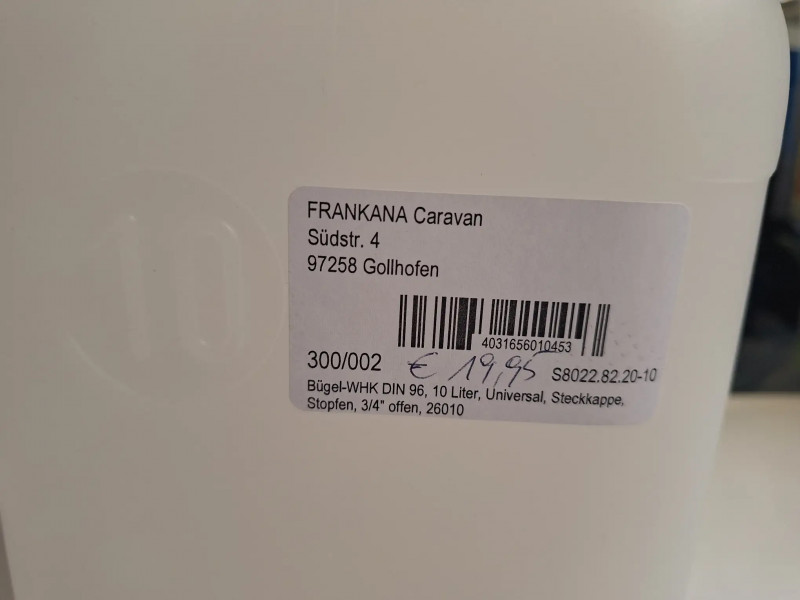 10
FRANKANA Caravan
Südstr. 4
97258 Gollhofen
4031656010453
300/002 € 19,95 S8022.82.20-10
Bügel-WHK DIN 96, 10 Liter, Universal, Steckkappe,
Stopfen, 3/4" offen, 26010